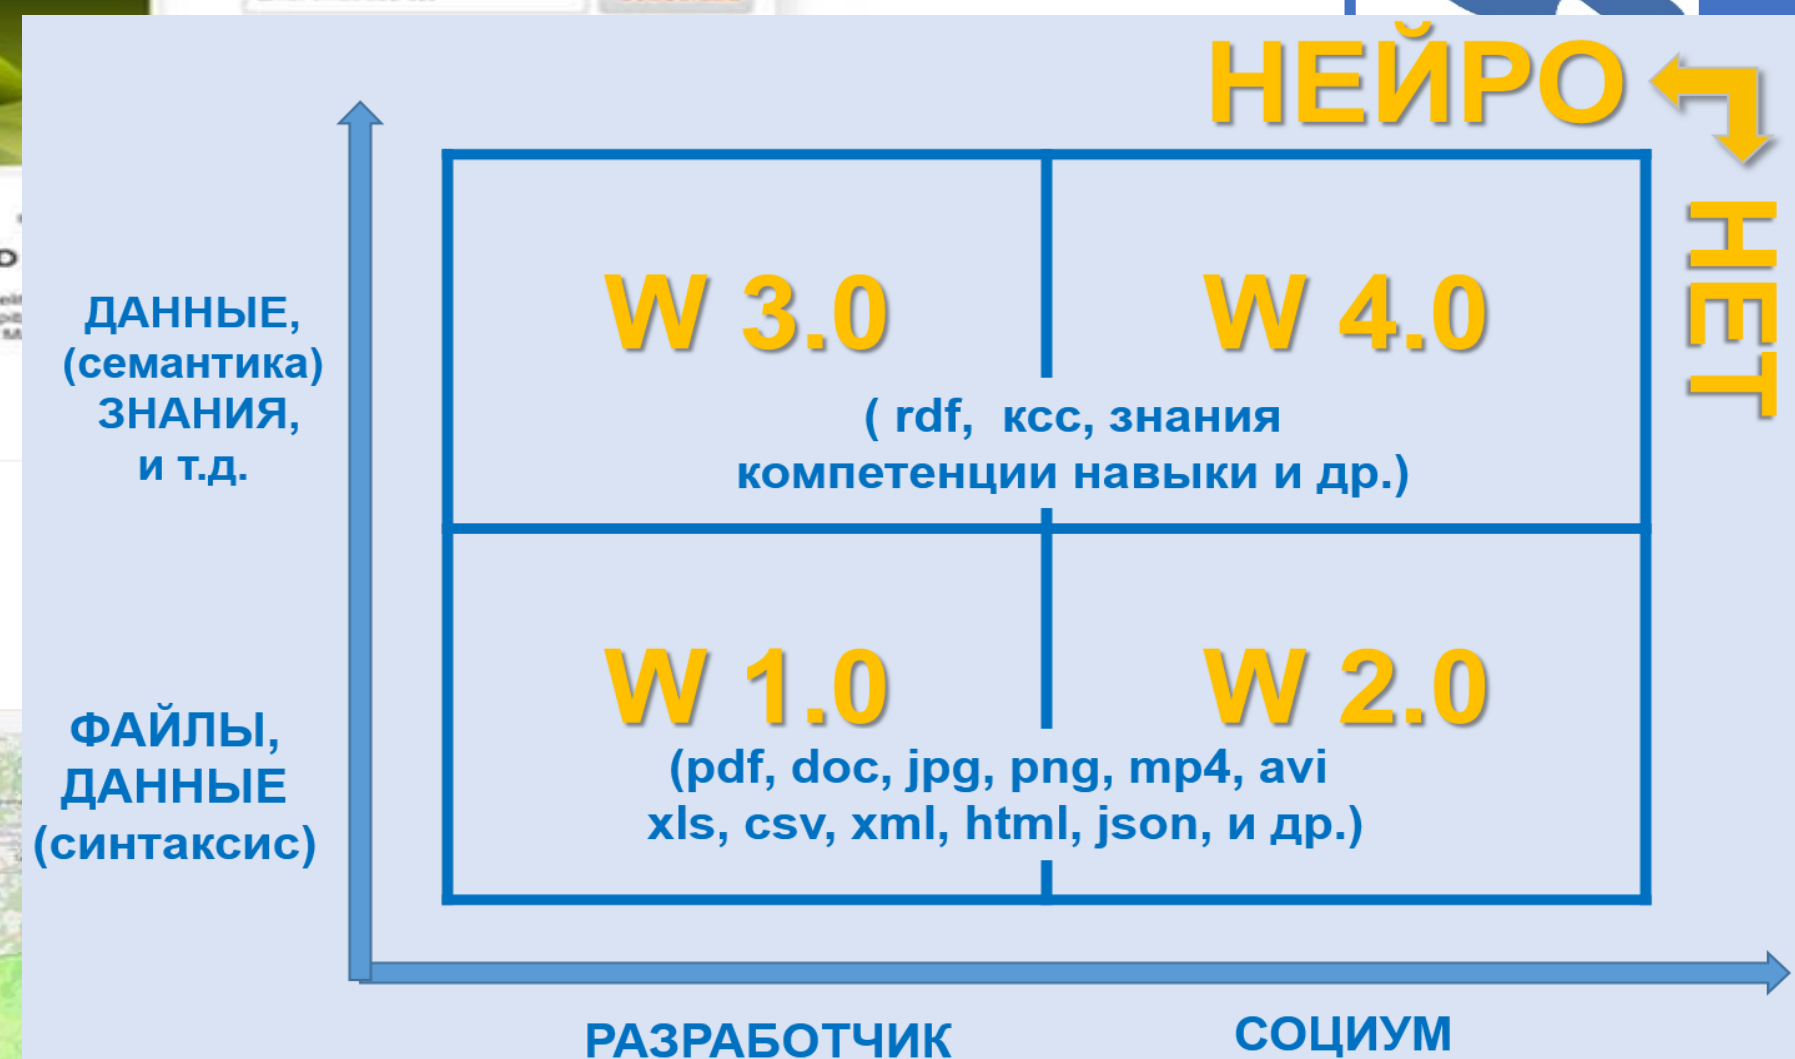 НЕЙРО
НЕТ
ДАННЫЕ,
(семантика)
ЗНАНИЯ,
и т.д.
W 3.0
W 4.0
( rdf, ксс, знания
компетенции навыки и др.)
ФАЙЛЫ,
ДАННЫЕ
(синтаксис)
W 1.0
W 2.0
(pdf, doc, jpg, png, mp4, avi
xls, csv, xml, html, json, и др.)
РАЗРАБОТЧИК
СОЦИУМ